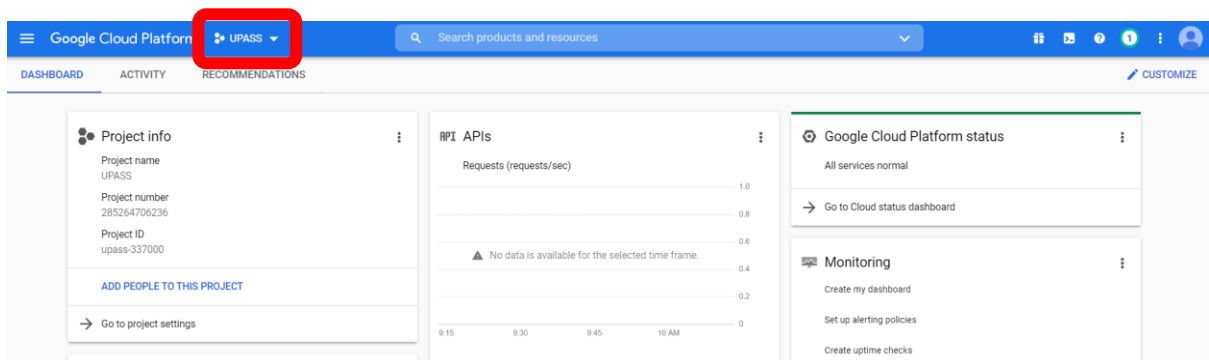 Google Cloud Platform UPASS Search products and resources 1
DASHBOARD ACTIVITY RECOMMENDATIONS CUSTOMIZE
Project info
Project name
UPASS
Project number
285264706236
Project ID
upass-337000
ADD PEOPLE TO THIS PROJECT
Go to project settings
API APIs
Requests (requests/sec)
1.0
0.8
0.6
No data is available for the selected time frame.
0.4
0.2
0
9:15 9:30 9:45 10 AM
Google Cloud Platform status
All services normal
Go to Cloud status dashboard
Monitoring
Create my dashboard
Set up alerting policies
Create uptime checks